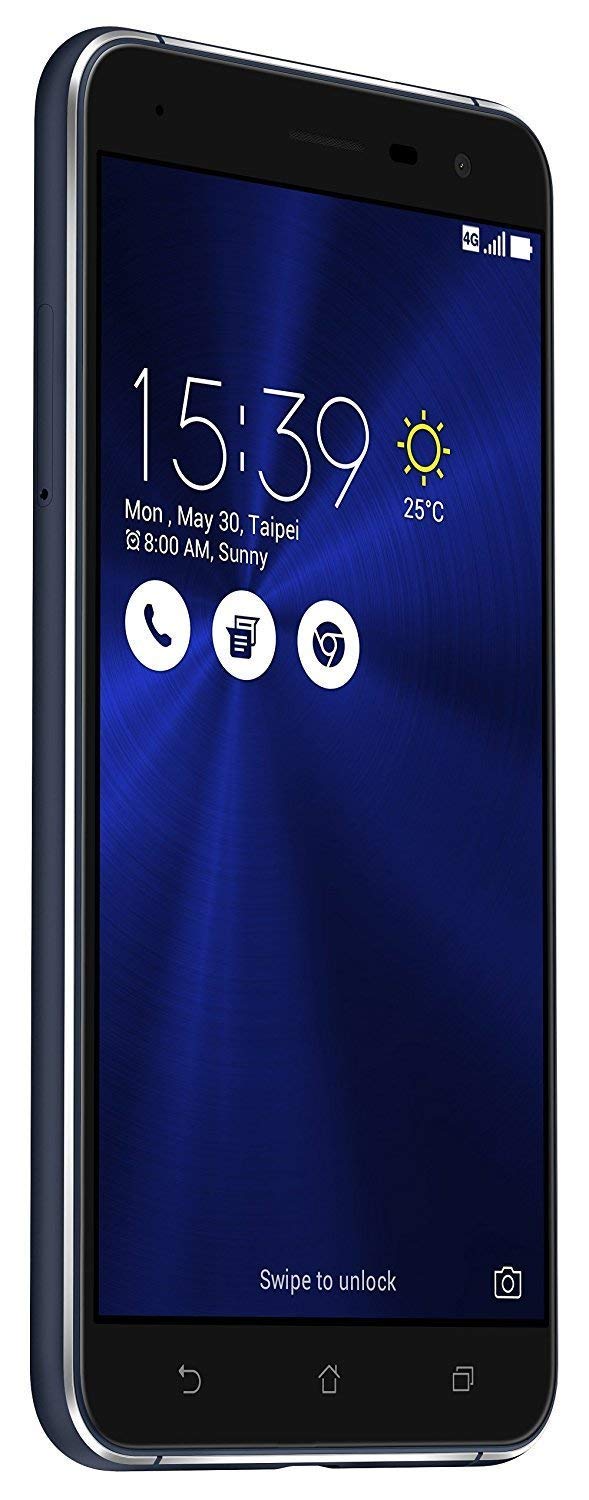 4G
15:39
25°C
Mon , May 30, Taipei
8:00 AM, Sunny
Swipe to unlock